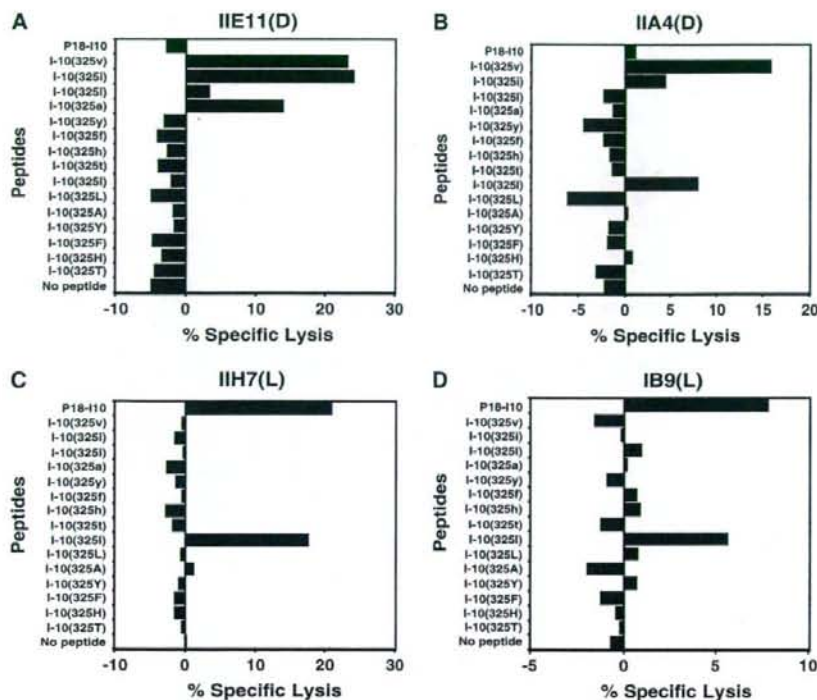 A
IIE11(D)
Peptides
P18-I10
I-10(325v)
I-10(325i)
I-10(325l)
I-10(325a)
I-10(325y)
I-10(325f)
I-10(325h)
I-10(325t)
I-10(325I)
I-10(325L)
I-10(325A)
I-10(325Y)
I-10(325F)
I-10(325H)
I-10(325T)
No peptide
-10 0 10 20 30
% Specific Lysis
B
IIA4(D)
Peptides
P18-I10
I-10(325v)
I-10(325i)
I-10(325l)
I-10(325a)
I-10(325y)
I-10(325f)
I-10(325h)
I-10(325t)
I-10(325I)
I-10(325L)
I-10(325A)
I-10(325Y)
I-10(325F)
I-10(325H)
I-10(325T)
No peptide
-10 -5 0 5 10 15 20
% Specific Lysis
C
IIH7(L)
Peptides
P18-I10
I-10(325v)
I-10(325i)
I-10(325l)
I-10(325a)
I-10(325y)
I-10(325f)
I-10(325h)
I-10(325t)
I-10(325I)
I-10(325L)
I-10(325A)
I-10(325Y)
I-10(325F)
I-10(325H)
I-10(325T)
No peptide
-10 0 10 20 30
% Specific Lysis
D
IB9(L)
Peptides
P18-I10
I-10(325v)
I-10(325i)
I-10(325l)
I-10(325a)
I-10(325y)
I-10(325f)
I-10(325h)
I-10(325t)
I-10(325I)
I-10(325L)
I-10(325A)
I-10(325Y)
I-10(325F)
I-10(325H)
I-10(325T)
No peptide
-5 0 5 10
% Specific Lysis